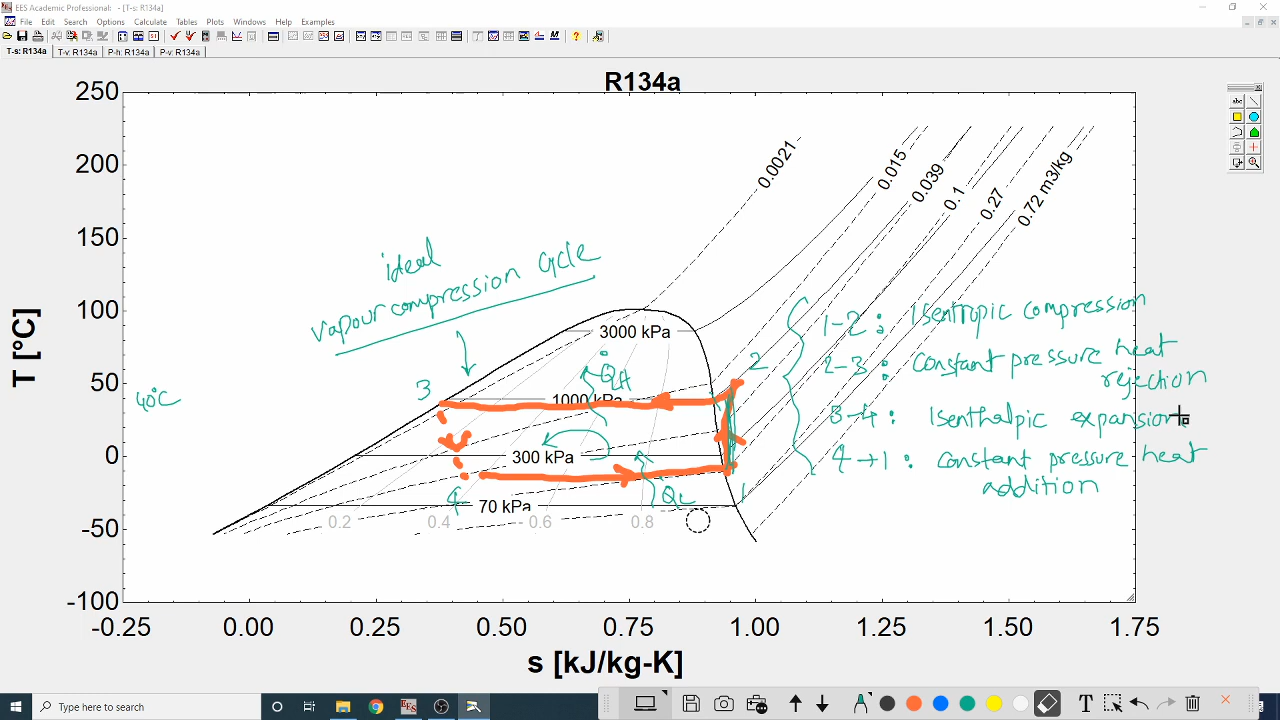 EES Academic Professional: - [T-s: R134a]
File Edit Search Options Calculate Tables Plots Windows Help Examples
T-s: R134a T-v: R134a P-h: R134a P-v: R134a
R134a
250
200
150
100
50
0
-50
-100
T [°C]
-0.25 0.00 0.25 0.50 0.75 1.00 1.25 1.50 1.75
s [kJ/kg-K]
0.0021
0.015
0.039
0.1
0.27
0.72 m3/kg
3000 kPa
1000 kPa
300 kPa
70 kPa
0.2 0.4 0.6 0.8
abc
40°C
ideal
vapour compression cycle
3
2
4
1
Q̇H
Q̇L
1-2 : Isentropic compression
2-3 : Constant pressure heat
rejection
3-4 : Isenthalpic expansion
4→1 : Constant pressure heat
addition
Type here to search
EES
T